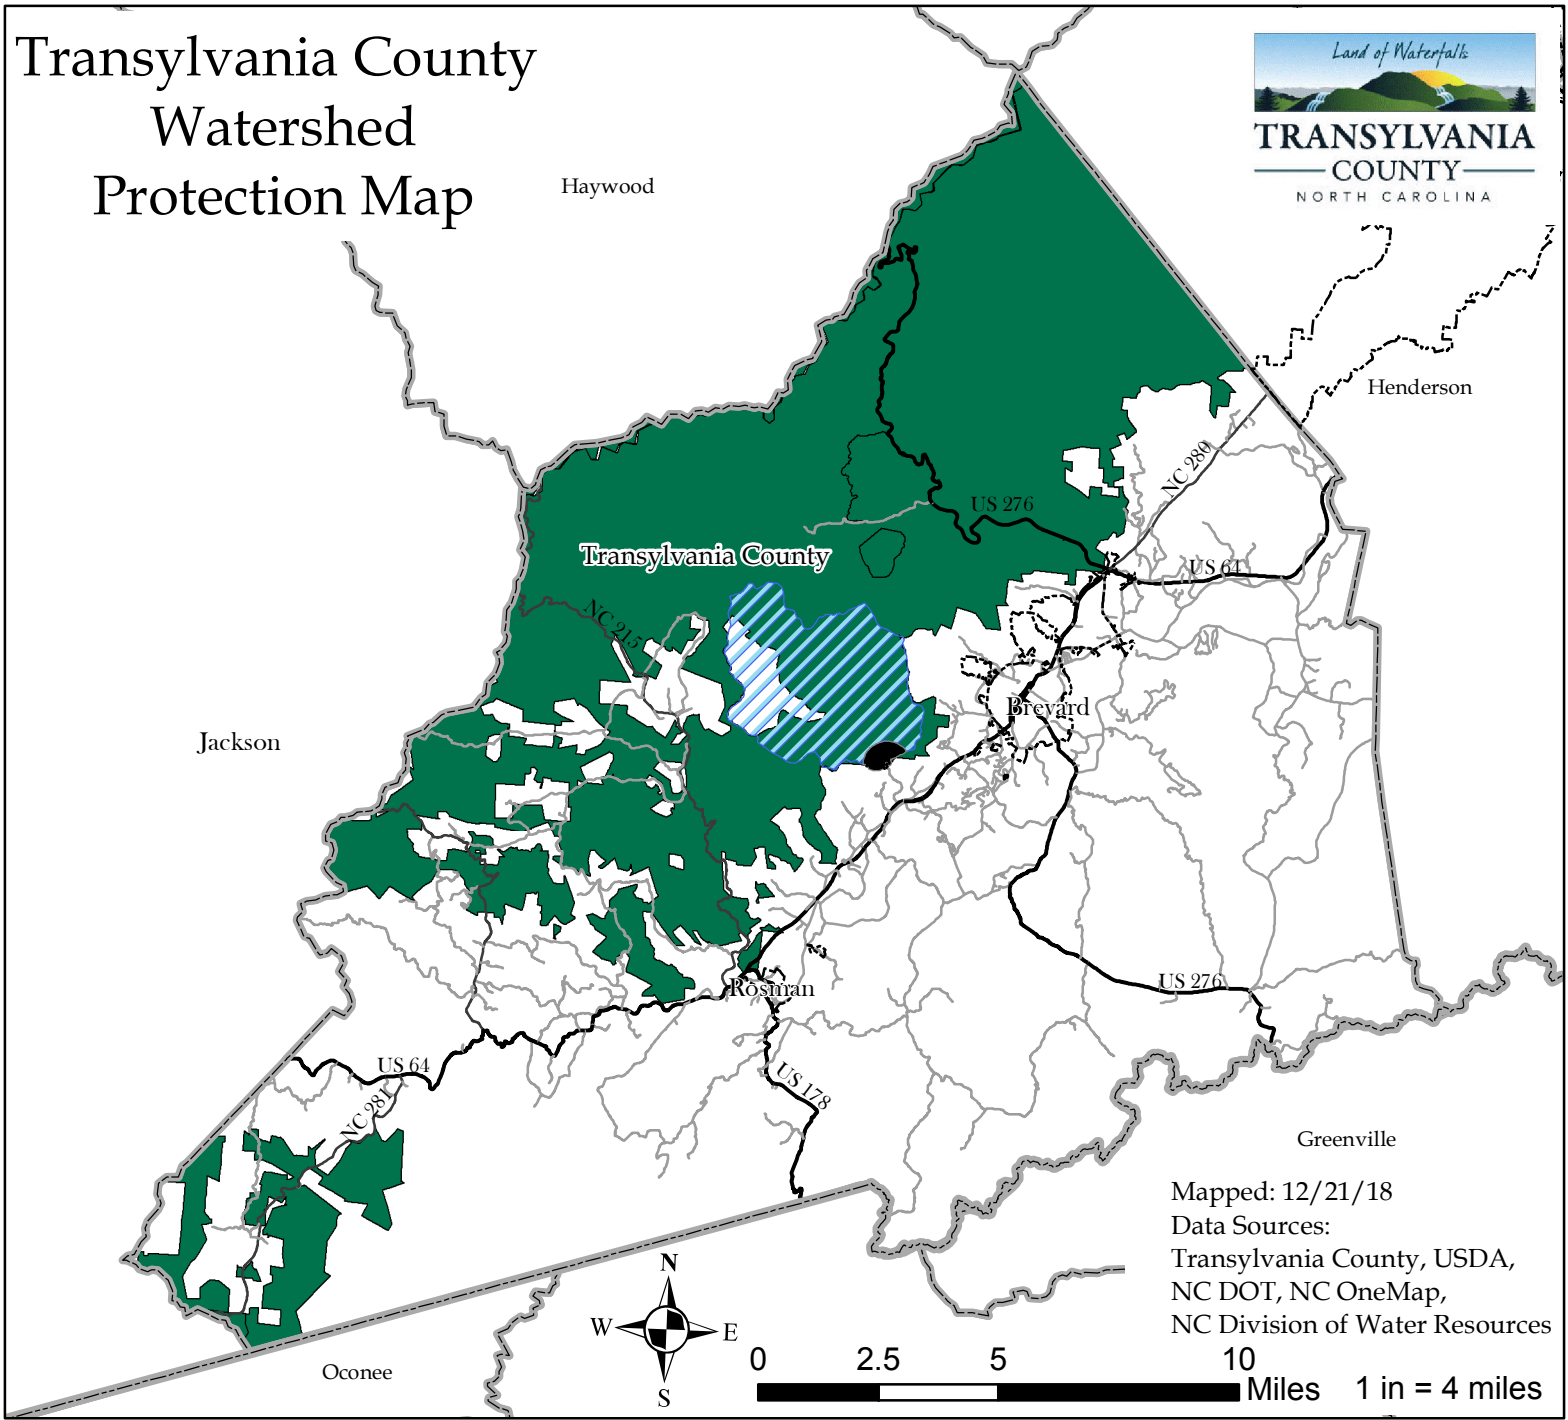 Transylvania County
Watershed
Protection Map
Land of Waterfalls
TRANSYLVANIA
COUNTY
NORTH CAROLINA
Haywood
Henderson
NC 280
US 276
Transylvania County
US 64
NC 215
Brevard
Jackson
US 276
Rosman
US 64
NC 281
US 178
Greenville
Mapped: 12/21/18
Data Sources:
Transylvania County, USDA,
NC DOT, NC OneMap,
NC Division of Water Resources
N
W E
S
Oconee
0 2.5 5 10
Miles 1 in = 4 miles